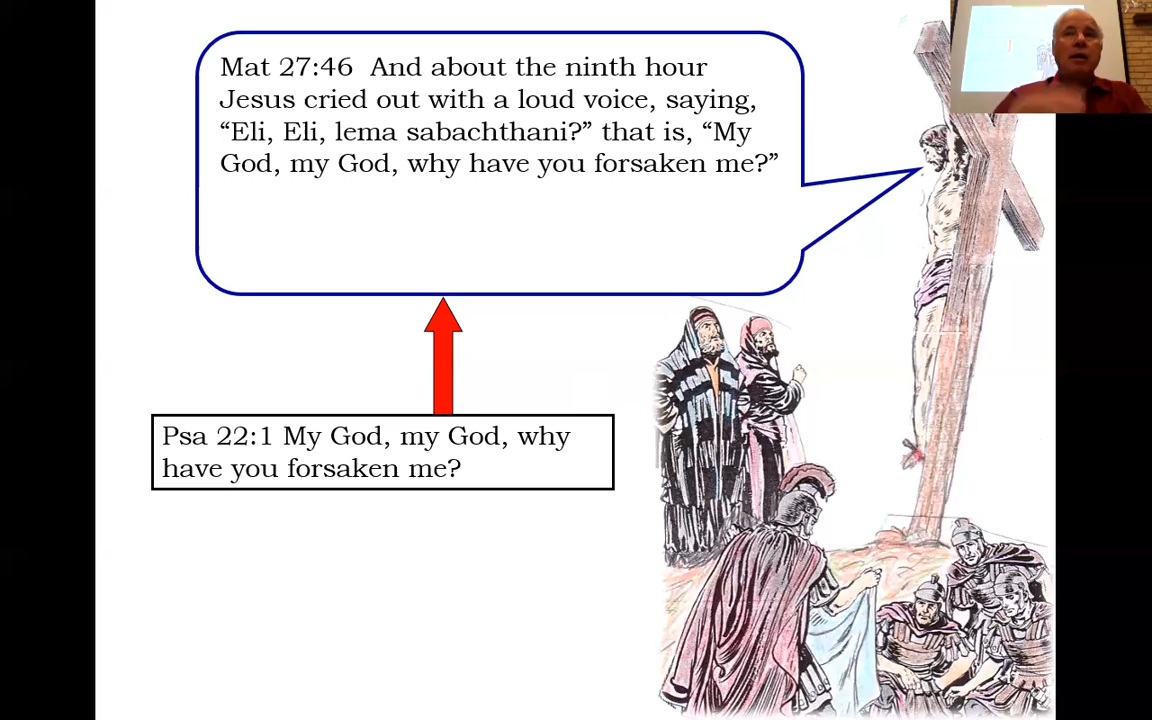 Mat 27:46  And about the ninth hour
Jesus cried out with a loud voice, saying,
“Eli, Eli, lema sabachthani?” that is, “My
God, my God, why have you forsaken me?”
Psa 22:1 My God, my God, why
have you forsaken me?